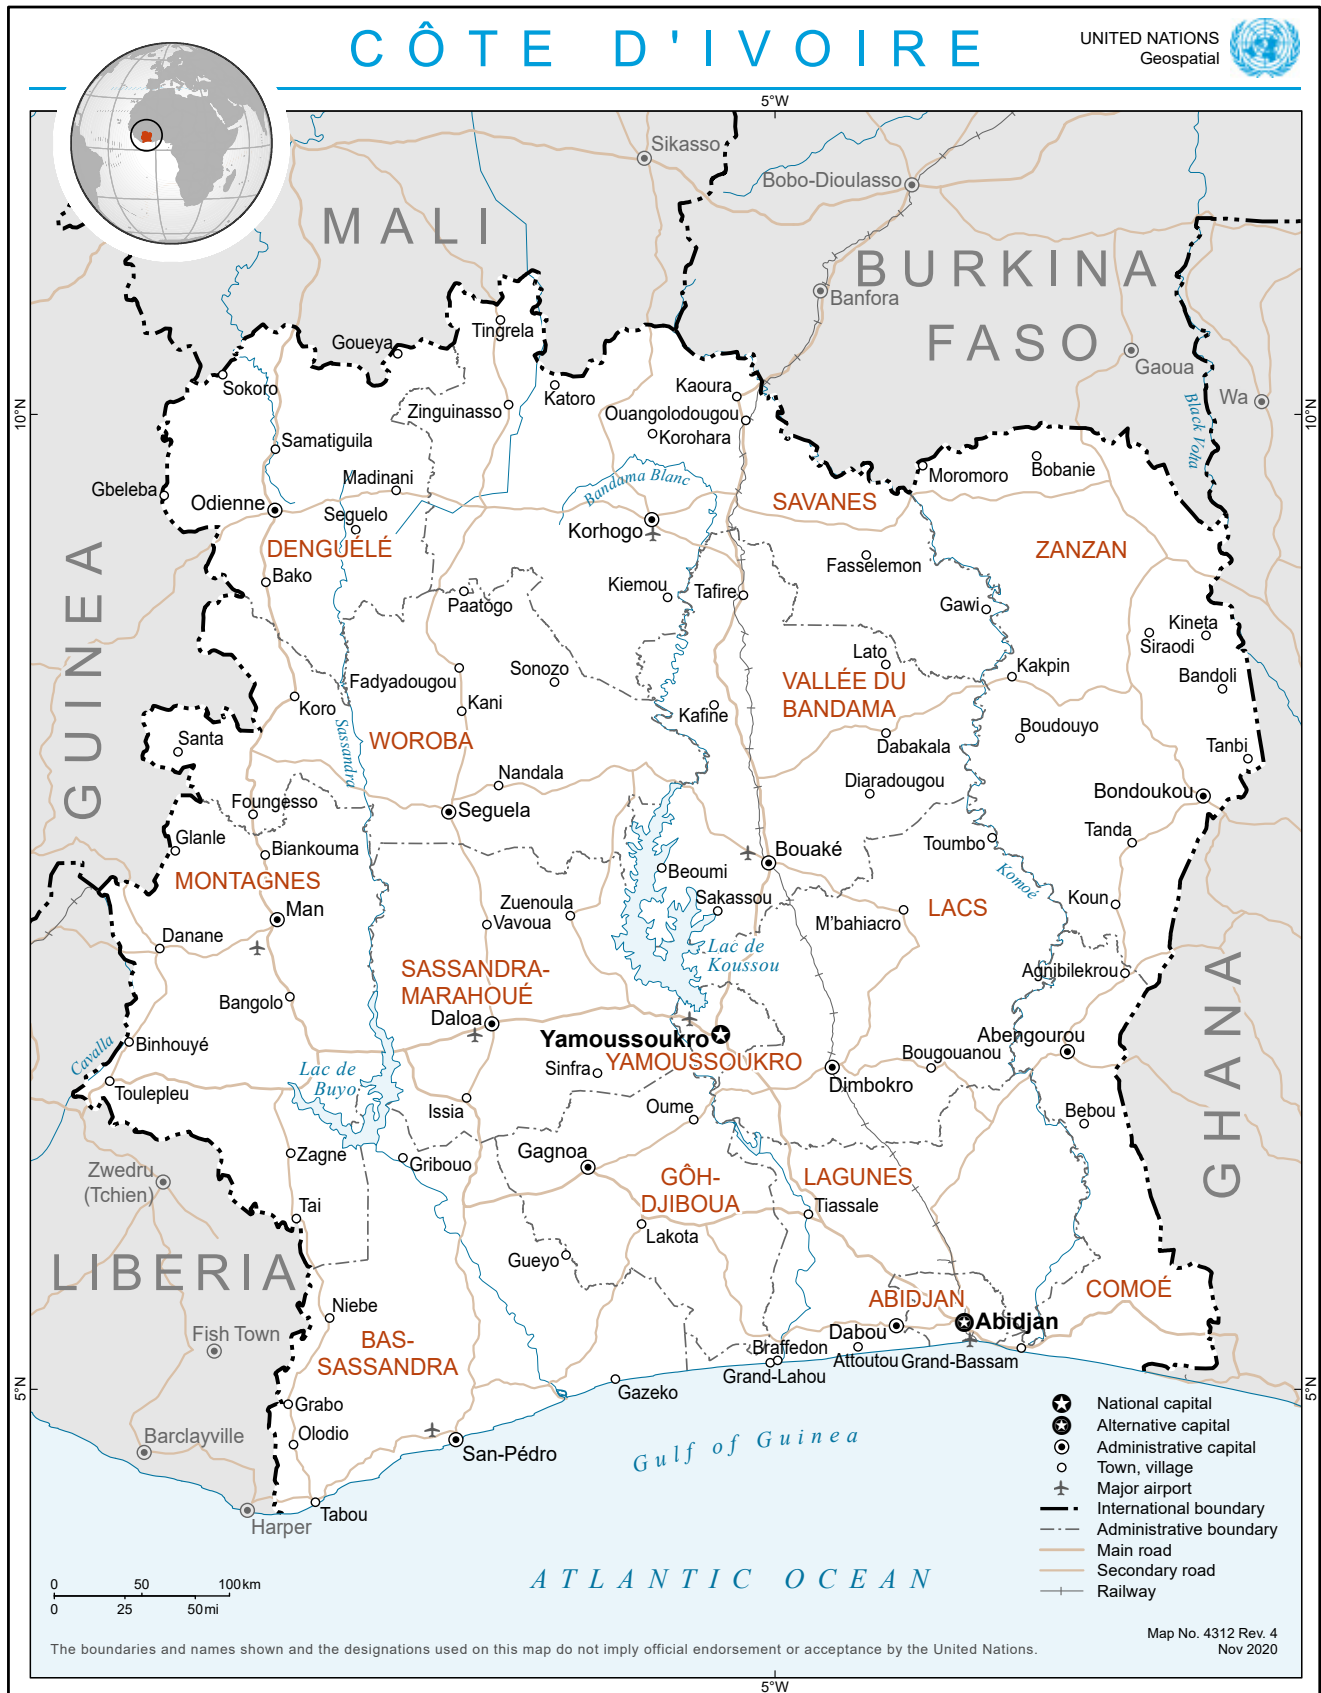 CÔTE D'IVOIRE
UNITED NATIONS
Geospatial
5°W
Sikasso
Bobo-Dioulasso
MALI
BURKINA
FASO
Banfora
Tingrela
Goueya
Gaoua
Sokoro
Katoro
Kaoura
Wa
Zinguinasso
Ouangolodougou
10°N
10°N
Korohara
Black Volta
Samatiguila
Bobanie
Moromoro
Madinani
Bandama Blanc
Gbeleba
Odienne
SAVANES
Seguelo
Korhogo
DENGUÉLÉ
ZANZAN
Fasselemon
Bako
Kiemou
Tafire
Gawi
Paatogo
GUINEA
Kineta
Siraodi
Lato
Kakpin
Sonozo
Fadyadougou
VALLÉE DU
BANDAMA
Bandoli
Kani
Koro
Kafine
Boudouyo
Santa
Sassandra
WOROBA
Dabakala
Tanbi
Nandala
Diaradougou
Bondoukou
Foungesso
Seguela
Glanle
Biankouma
Toumbo
Tanda
Bouaké
Beoumi
Komoé
MONTAGNES
Man
Zuenoula
Sakassou
LACS
Koun
Vavoua
M'bahiacro
Danane
Lac de
Koussou
SASSANDRA-
MARAHOUÉ
Agnibilekrou
Bangolo
GHANA
Daloa
Yamoussoukro
Abengourou
Cavalla
Binhouyé
YAMOUSSOUKRO
Bougouanou
Lac de
Buyo
Sinfra
Dimbokro
Toulepleu
Issia
Oume
Bebou
Zagne
Gribouo
Gagnoa
Zwedru
(Tchien)
GÔH-
DJIBOUA
LAGUNES
Tai
Tiassale
Lakota
Gueyo
LIBERIA
COMOÉ
ABIDJAN
Niebe
Abidjan
Fish Town
Dabou
BAS-
SASSANDRA
Braffedon
Attoutou
Grand-Bassam
Grand-Lahou
5°N
5°N
Gazeko
Grabo
Olodio
Barclayville
San-Pédro
Gulf of Guinea
Tabou
Harper
ATLANTIC OCEAN
National capital
Alternative capital
Administrative capital
Town, village
Major airport
International boundary
Administrative boundary
Main road
Secondary road
Railway
0 50 100 km
0 25 50 mi
The boundaries and names shown and the designations used on this map do not imply official endorsement or acceptance by the United Nations.
Map No. 4312 Rev. 4
Nov 2020
5°W